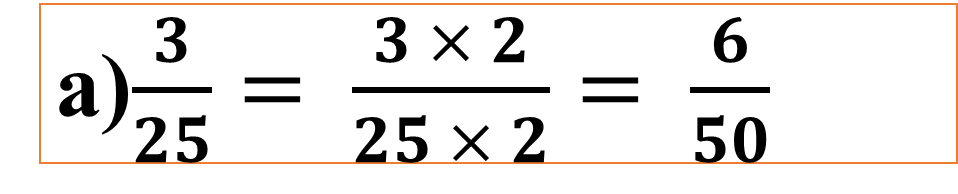 a) 3/25 = 3 × 2/25 × 2 = 6/50